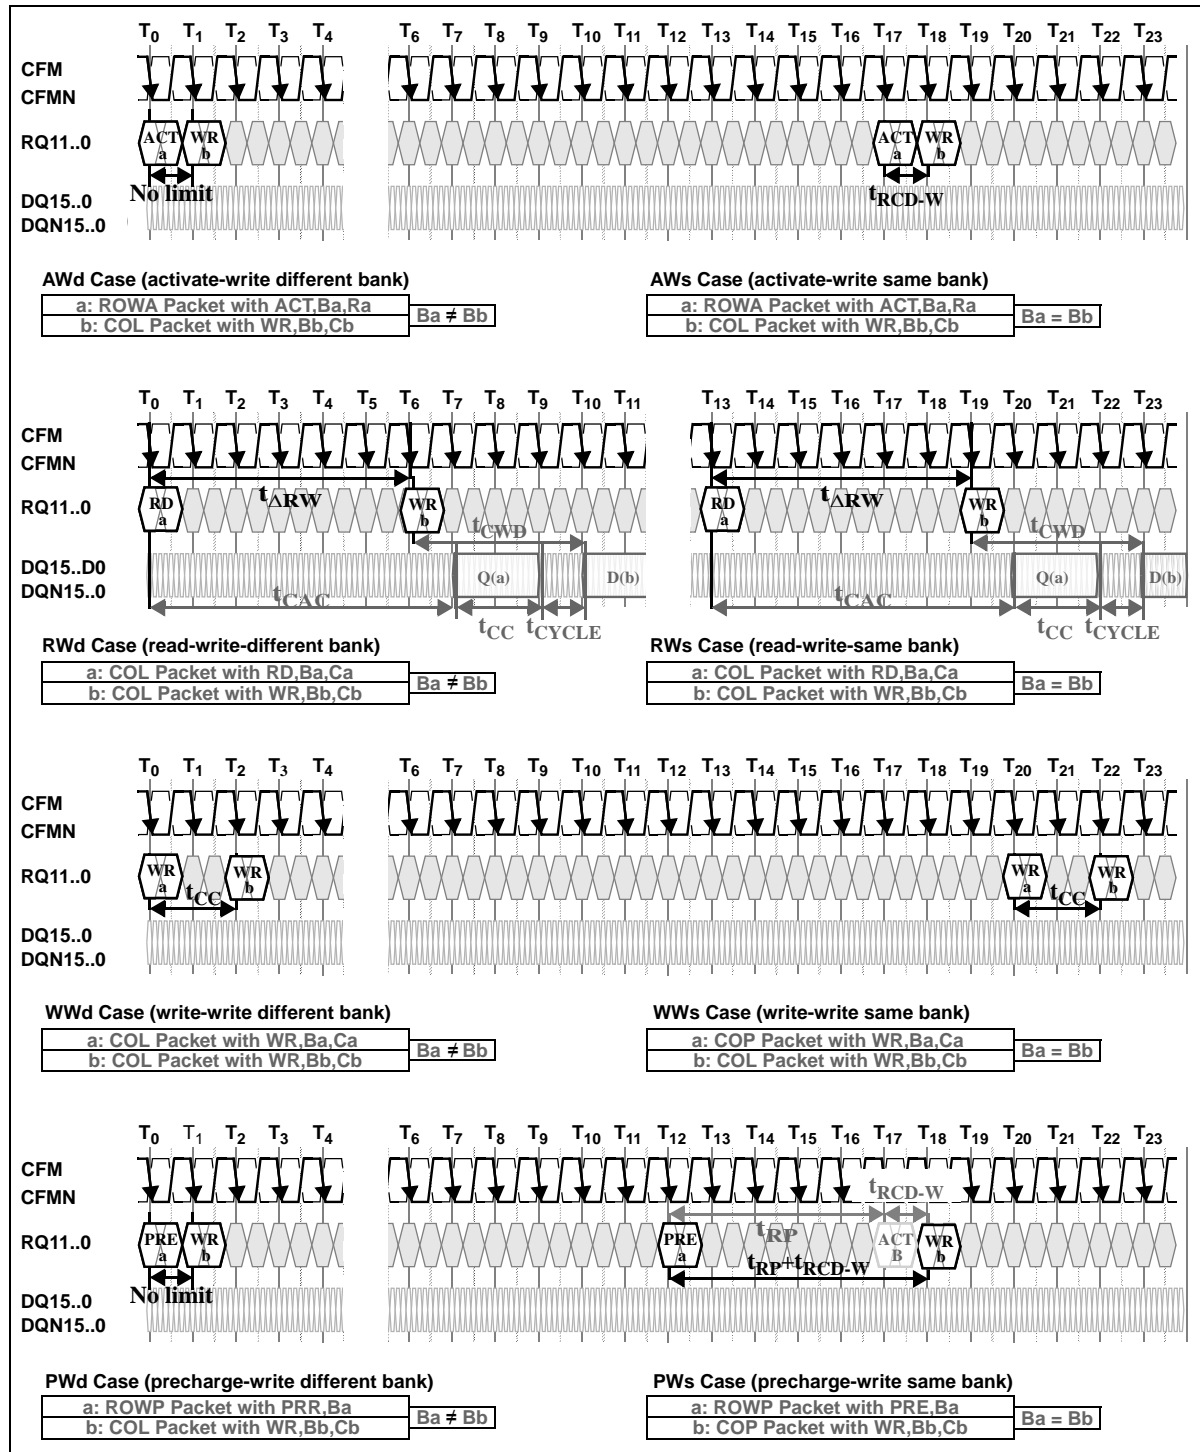 T0 T1 T2 T3 T4 T6 T7 T8 T9 T10 T11 T12 T13 T14 T15 T16 T17 T18 T19 T20 T21 T22 T23
CFM
CFMN
RQ11..0 ACT a WR b ACT a WR b
No limit tRCD-W
DQ15..0
DQN15..0
AWd Case (activate-write different bank) AWs Case (activate-write same bank)
a: ROWA Packet with ACT,Ba,Ra a: ROWA Packet with ACT,Ba,Ra
Ba ≠ Bb Ba = Bb
b: COL Packet with WR,Bb,Cb b: COL Packet with WR,Bb,Cb
T0 T1 T2 T3 T4 T5 T6 T7 T8 T9 T10 T11 T13 T14 T15 T16 T17 T18 T19 T20 T21 T22 T23
CFM
CFMN
tΔRW tΔRW
RQ11..0 RD a WR b RD a WR b
tCWD tCWD
DQ15..D0 Q(a) D(b) Q(a) D(b)
DQN15..0
tCAC tCC tCYCLE tCAC tCC tCYCLE
RWd Case (read-write-different bank) RWs Case (read-write-same bank)
a: COL Packet with RD,Ba,Ca a: COL Packet with RD,Ba,Ca
Ba ≠ Bb Ba = Bb
b: COL Packet with WR,Bb,Cb b: COL Packet with WR,Bb,Cb
T0 T1 T2 T3 T4 T6 T7 T8 T9 T10 T11 T12 T13 T14 T15 T16 T17 T18 T19 T20 T21 T22 T23
CFM
CFMN
RQ11..0 WR a WR b WR a WR b
tCC tCC
DQ15..0
DQN15..0
WWd Case (write-write different bank) WWs Case (write-write same bank)
a: COL Packet with WR,Ba,Ca a: COP Packet with WR,Ba,Ca
Ba ≠ Bb Ba = Bb
b: COL Packet with WR,Bb,Cb b: COL Packet with WR,Bb,Cb
T0 T1 T2 T3 T4 T6 T7 T8 T9 T10 T11 T12 T13 T14 T15 T16 T17 T18 T19 T20 T21 T22 T23
CFM
CFMN tRCD-W
RQ11..0 PRE a WR b PRE a tRP ACT B WR b
tRP+tRCD-W
No limit
DQ15..0
DQN15..0
PWd Case (precharge-write different bank) PWs Case (precharge-write same bank)
a: ROWP Packet with PRR,Ba a: ROWP Packet with PRE,Ba
Ba ≠ Bb Ba = Bb
b: COL Packet with WR,Bb,Cb b: COP Packet with WR,Bb,Cb